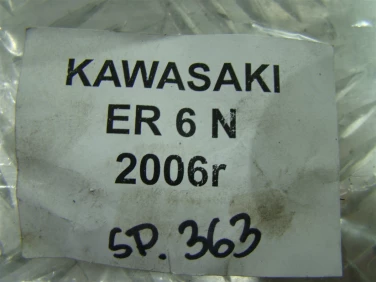 KAWASAKI
ER 6 N
2006r
SP. 363